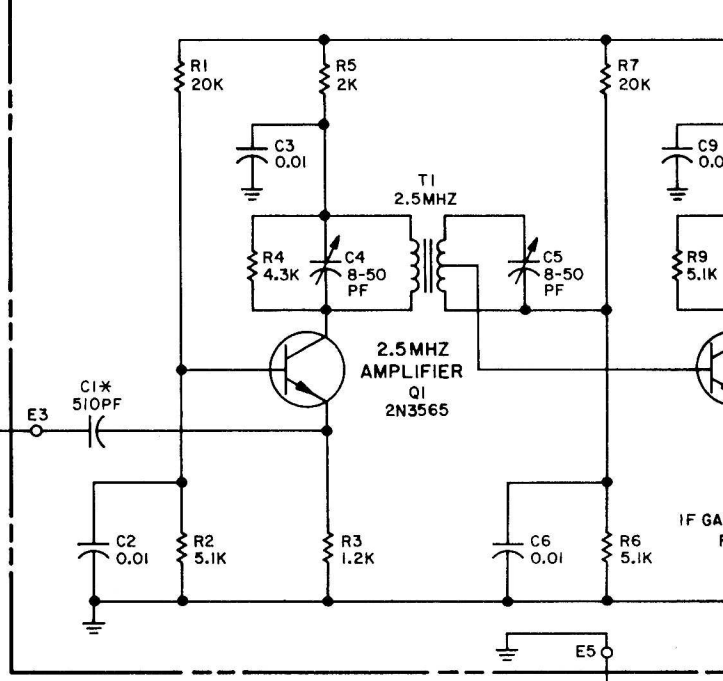 R1
20K
R5
2K
R7
20K
C3
0.01
C9
T1
2.5MHZ
R4
4.3K
C4
8-50
PF
C5
8-50
PF
R9
5.1K
2.5MHZ
AMPLIFIER
Q1
2N3565
C1*
510PF
E3
C2
0.01
R2
5.1K
R3
1.2K
C6
0.01
R6
5.1K
IF
E5